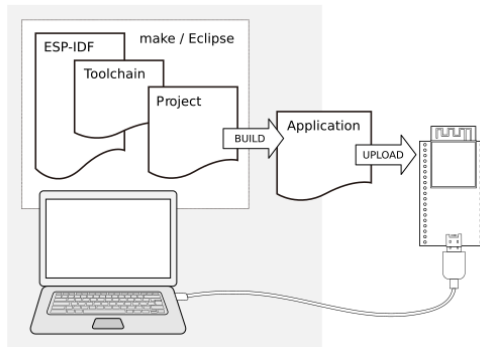 ESP-IDF
make / Eclipse
Toolchain
Project
BUILD
Application
UPLOAD